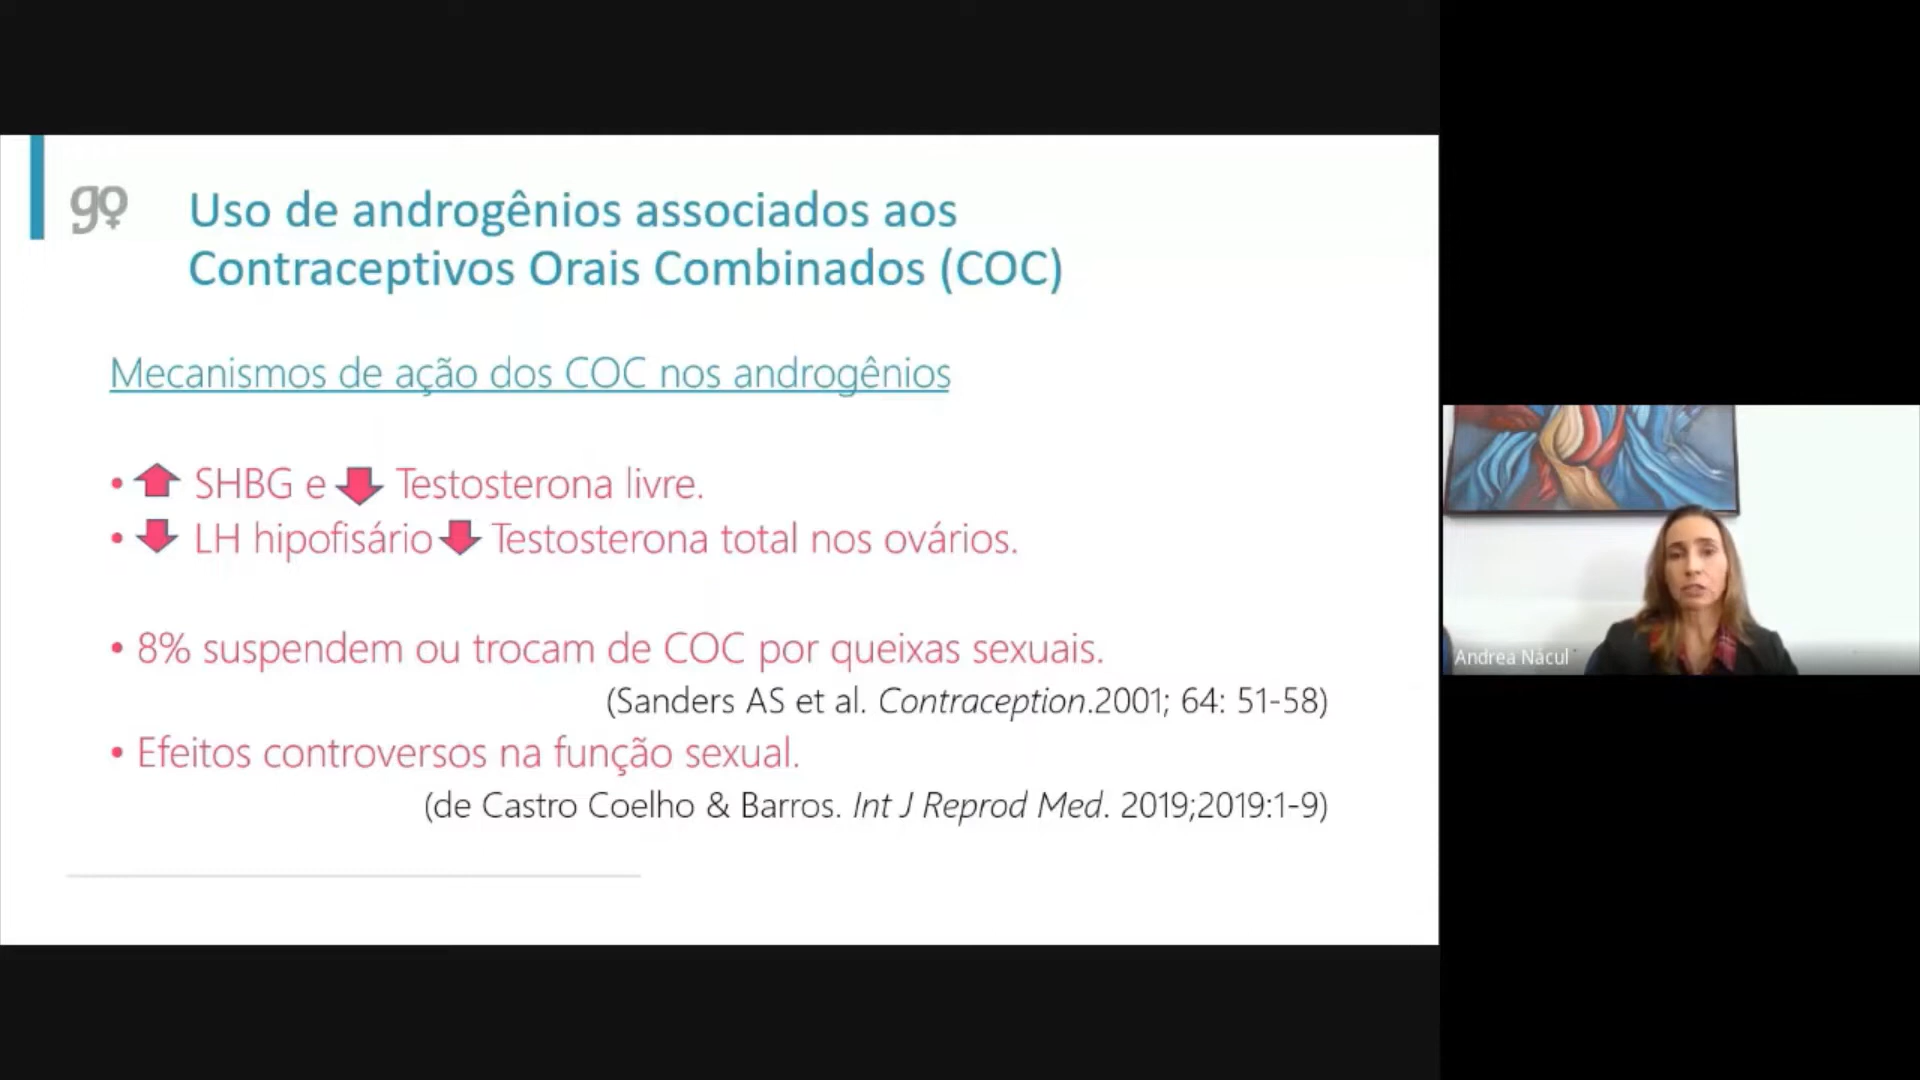 go
Uso de androgênios associados aos
Contraceptivos Orais Combinados (COC)
Mecanismos de ação dos COC nos androgênios
• SHBG e Testosterona livre.
• LH hipofisário Testosterona total nos ovários.
• 8% suspendem ou trocam de COC por queixas sexuais.
(Sanders AS et al. Contraception.2001; 64: 51-58)
• Efeitos controversos na função sexual.
(de Castro Coelho & Barros. Int J Reprod Med. 2019;2019:1-9)
Andrea Nácul